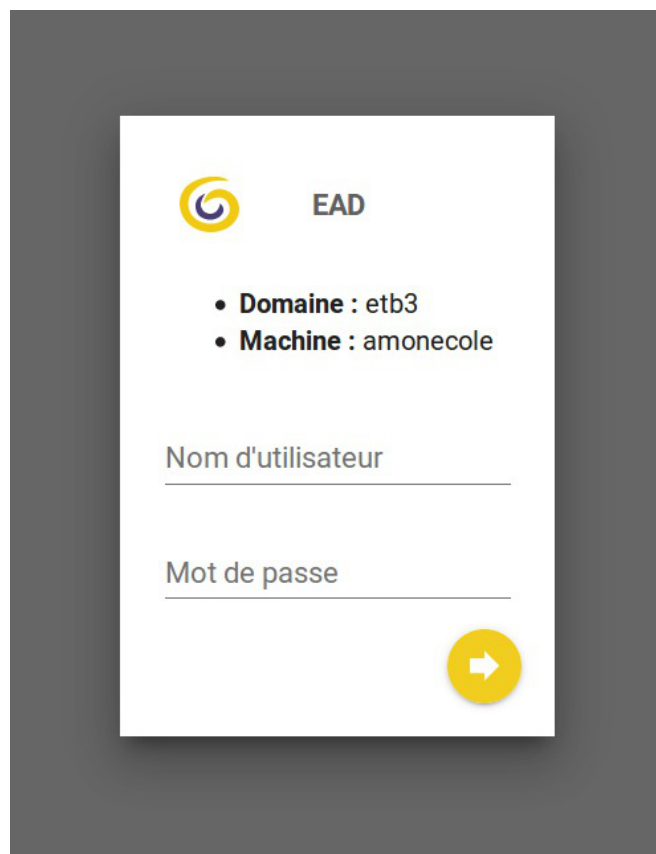 EAD
Domaine : etb3
Machine : amonecole
Nom d'utilisateur
Mot de passe